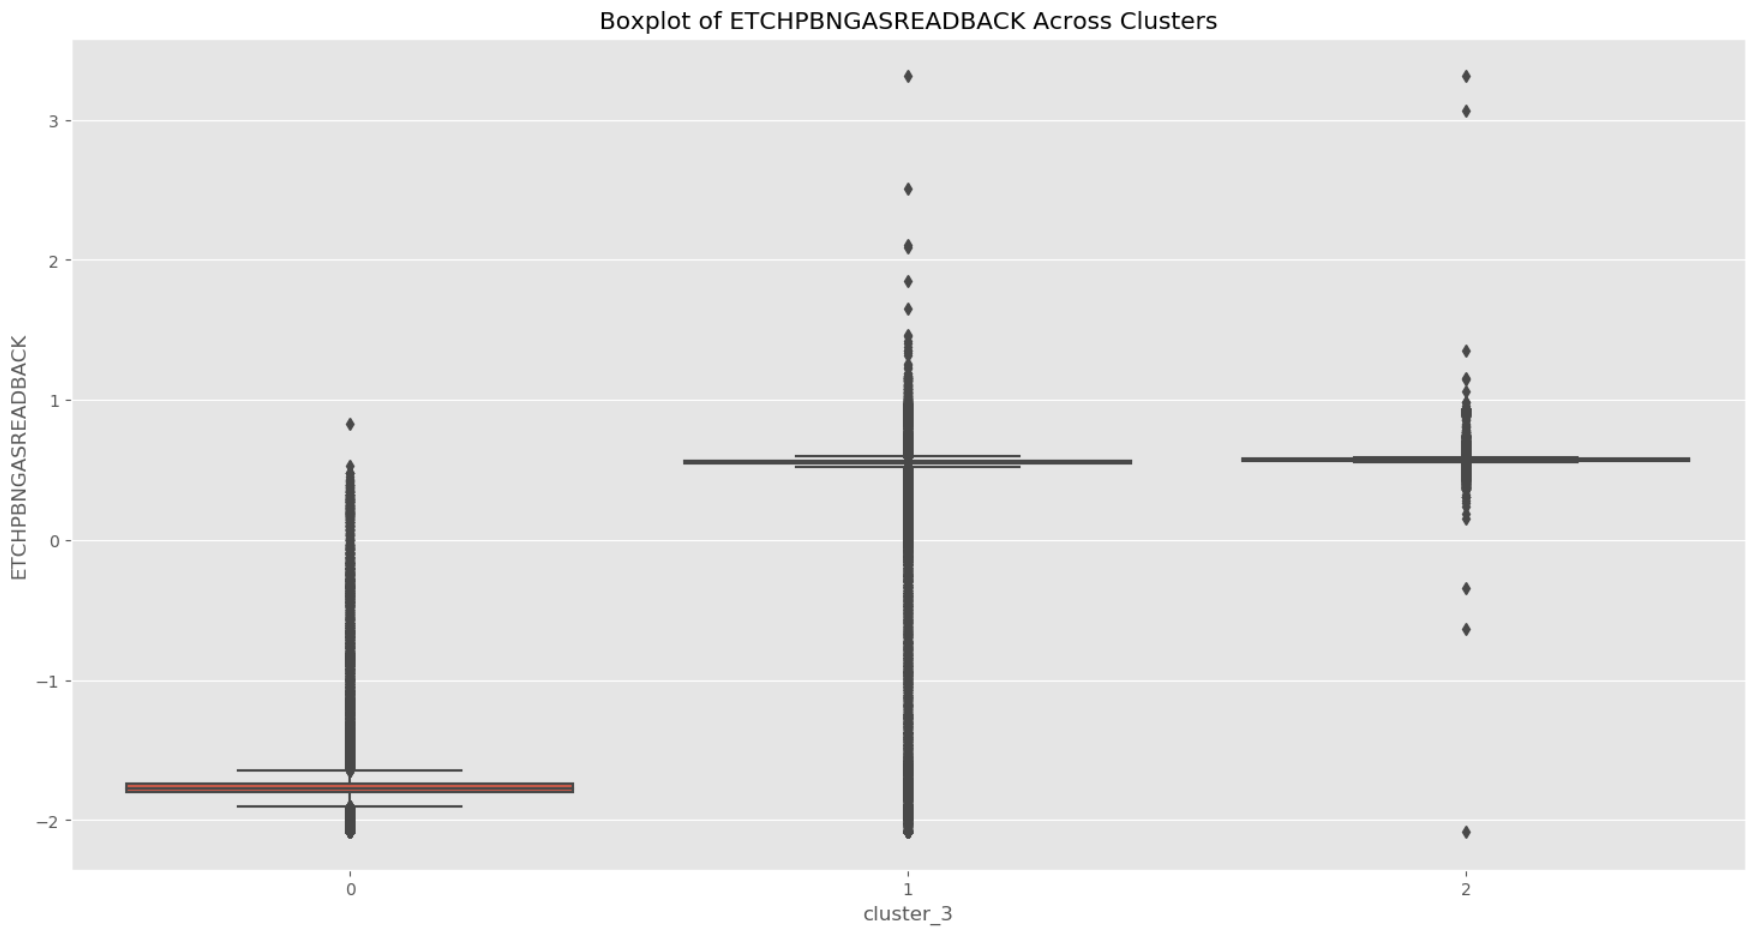 Boxplot of ETCHPBNGASREADBACK Across Clusters
ETCHPBNGASREADBACK
3
2
1
0
−1
−2
0 1 2
cluster_3